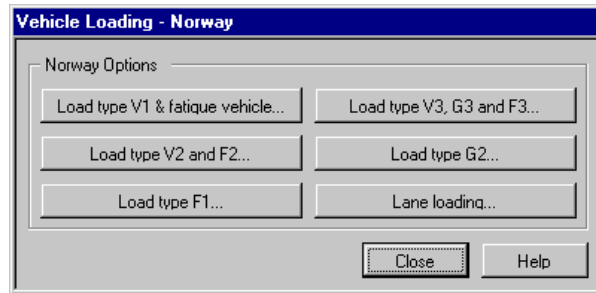 Vehicle Loading - Norway
Norway Options
Load type V1 & fatique vehicle...
Load type V3, G3 and F3...
Load type V2 and F2...
Load type G2...
Load type F1...
Lane loading...
Close
Help